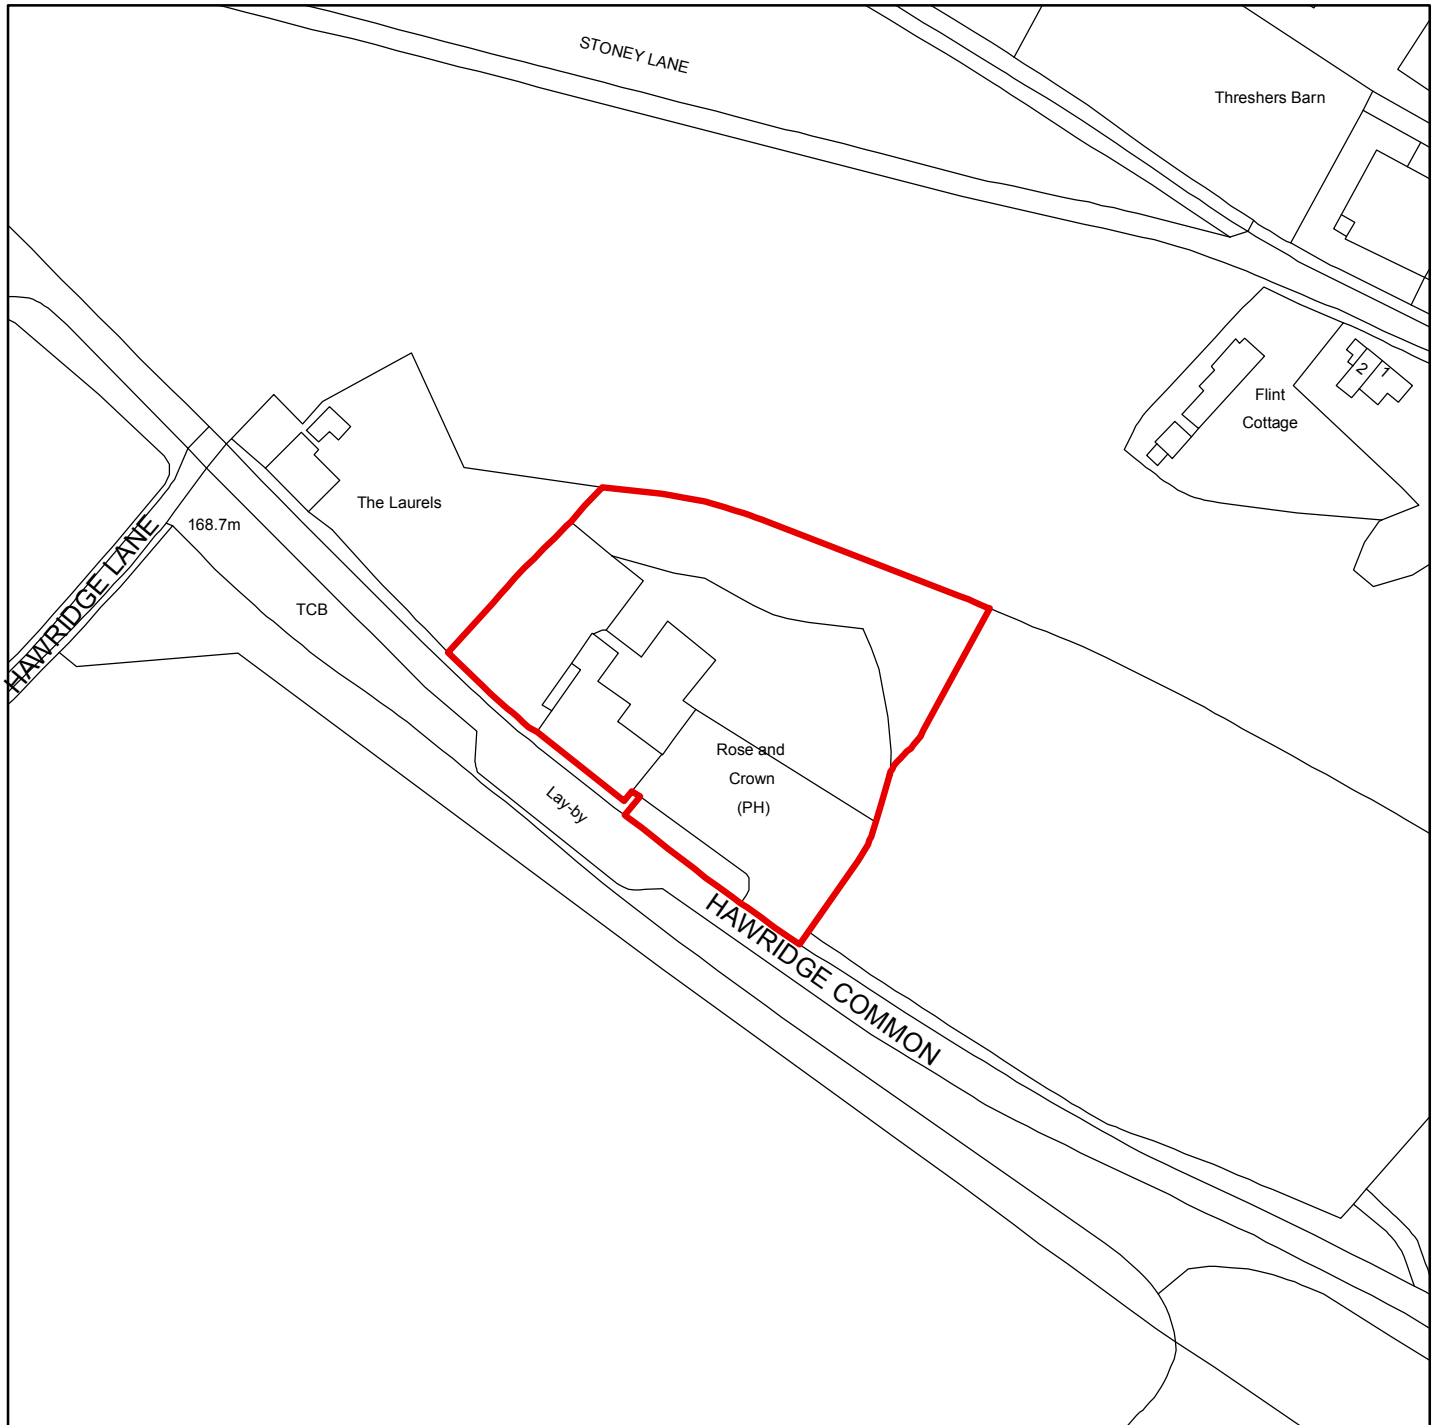 STONEY LANE
Threshers Barn
2
1
Flint
Cottage
The Laurels
168.7m
HAWRIDGE LANE
TCB
Rose and
Crown
(PH)
Lay-by
HAWRIDGE COMMON